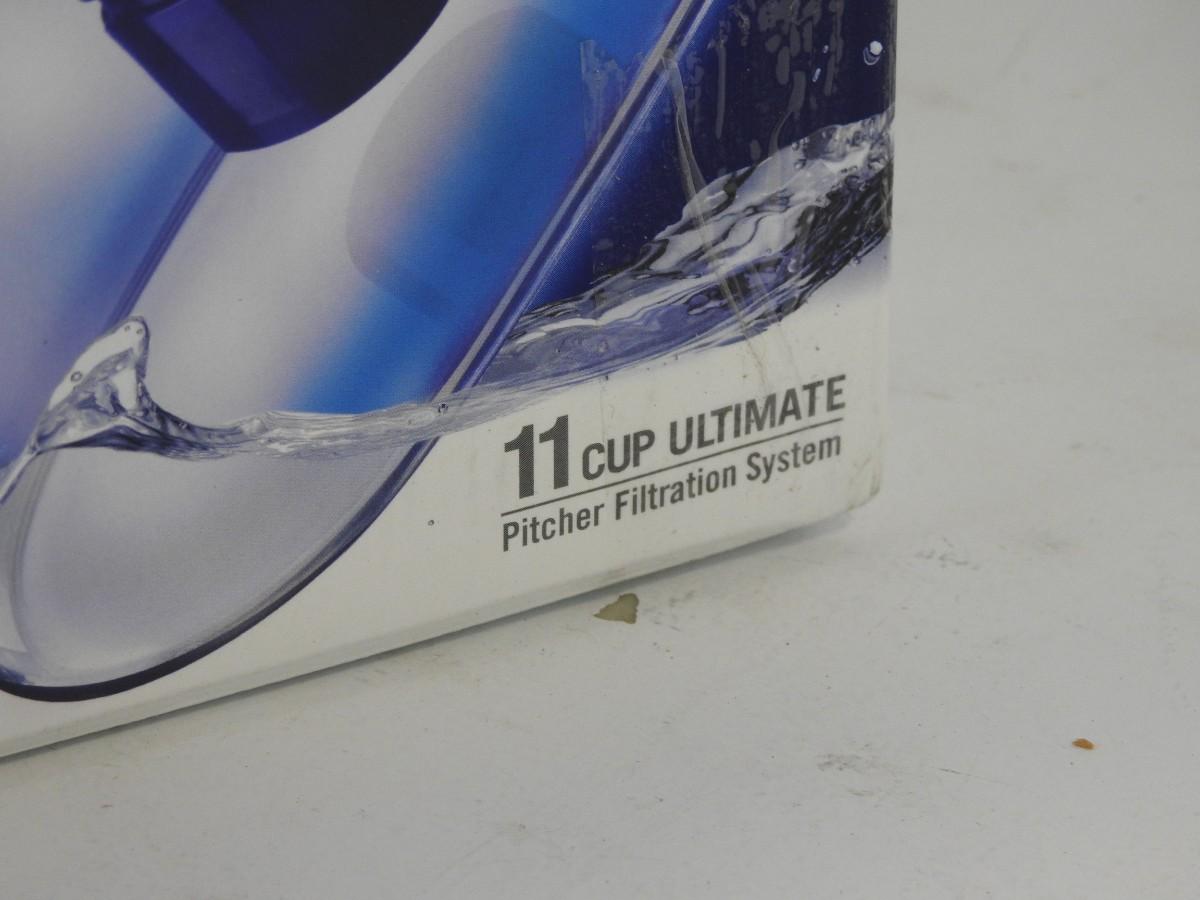 11 CUP ULTIMATE
Pitcher Filtration System